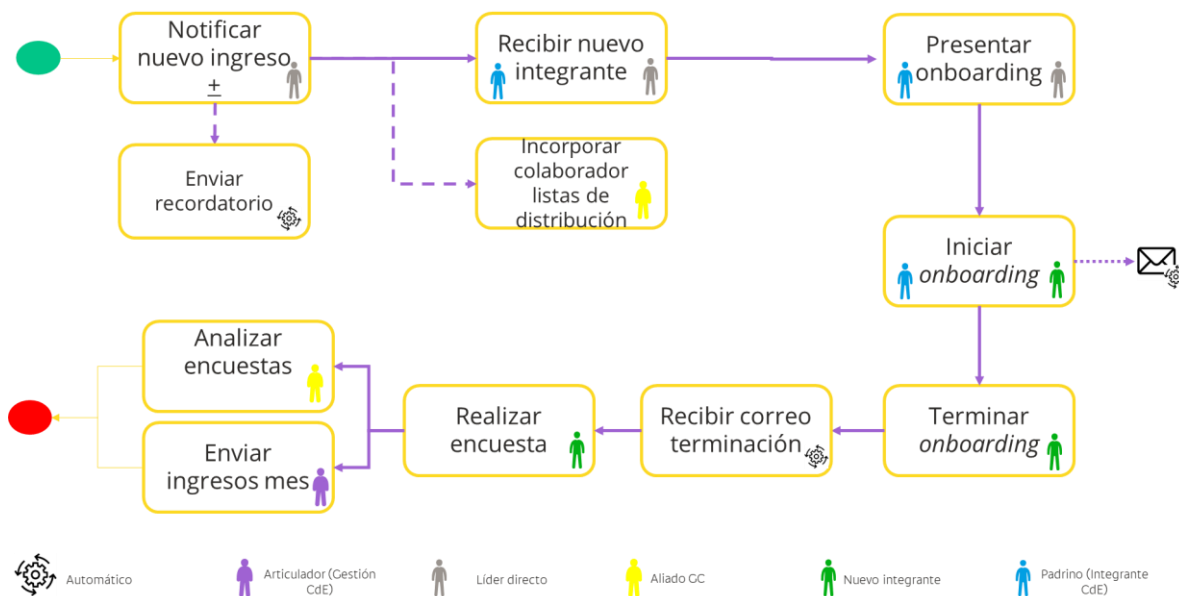 Notificar
nuevo ingreso
+
Recibir nuevo
integrante
Presentar
onboarding
Enviar
recordatorio
Incorporar
colaborador
listas de
distribución
Iniciar
onboarding
Analizar
encuestas
Enviar
ingresos mes
Realizar
encuesta
Recibir correo
terminación
Terminar
onboarding
Automático
Articulador (Gestión
CdE)
Líder directo
Aliado GC
Nuevo integrante
Padrino (Integrante
CdE)